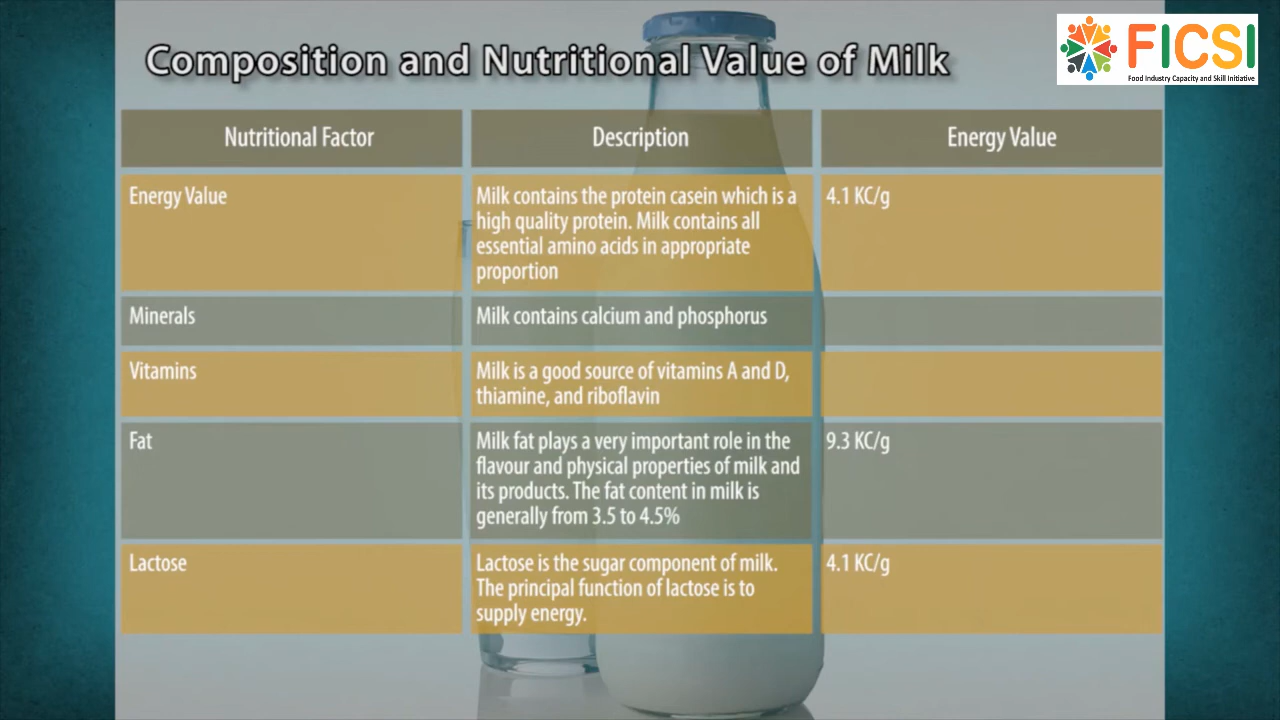 Composition and Nutritional Value of Milk
FICSI
Food Industry Capacity and Skill Initiative
Nutritional Factor
Description
Energy Value
Energy Value
Milk contains the protein casein which is a
high quality protein. Milk contains all
essential amino acids in appropriate
proportion
4.1 KC/g
Minerals
Milk contains calcium and phosphorus
Vitamins
Milk is a good source of vitamins A and D,
thiamine, and riboflavin
Fat
Milk fat plays a very important role in the
flavour and physical properties of milk and
its products. The fat content in milk is
generally from 3.5 to 4.5%
9.3 KC/g
Lactose
Lactose is the sugar component of milk.
The principal function of lactose is to
supply energy.
4.1 KC/g